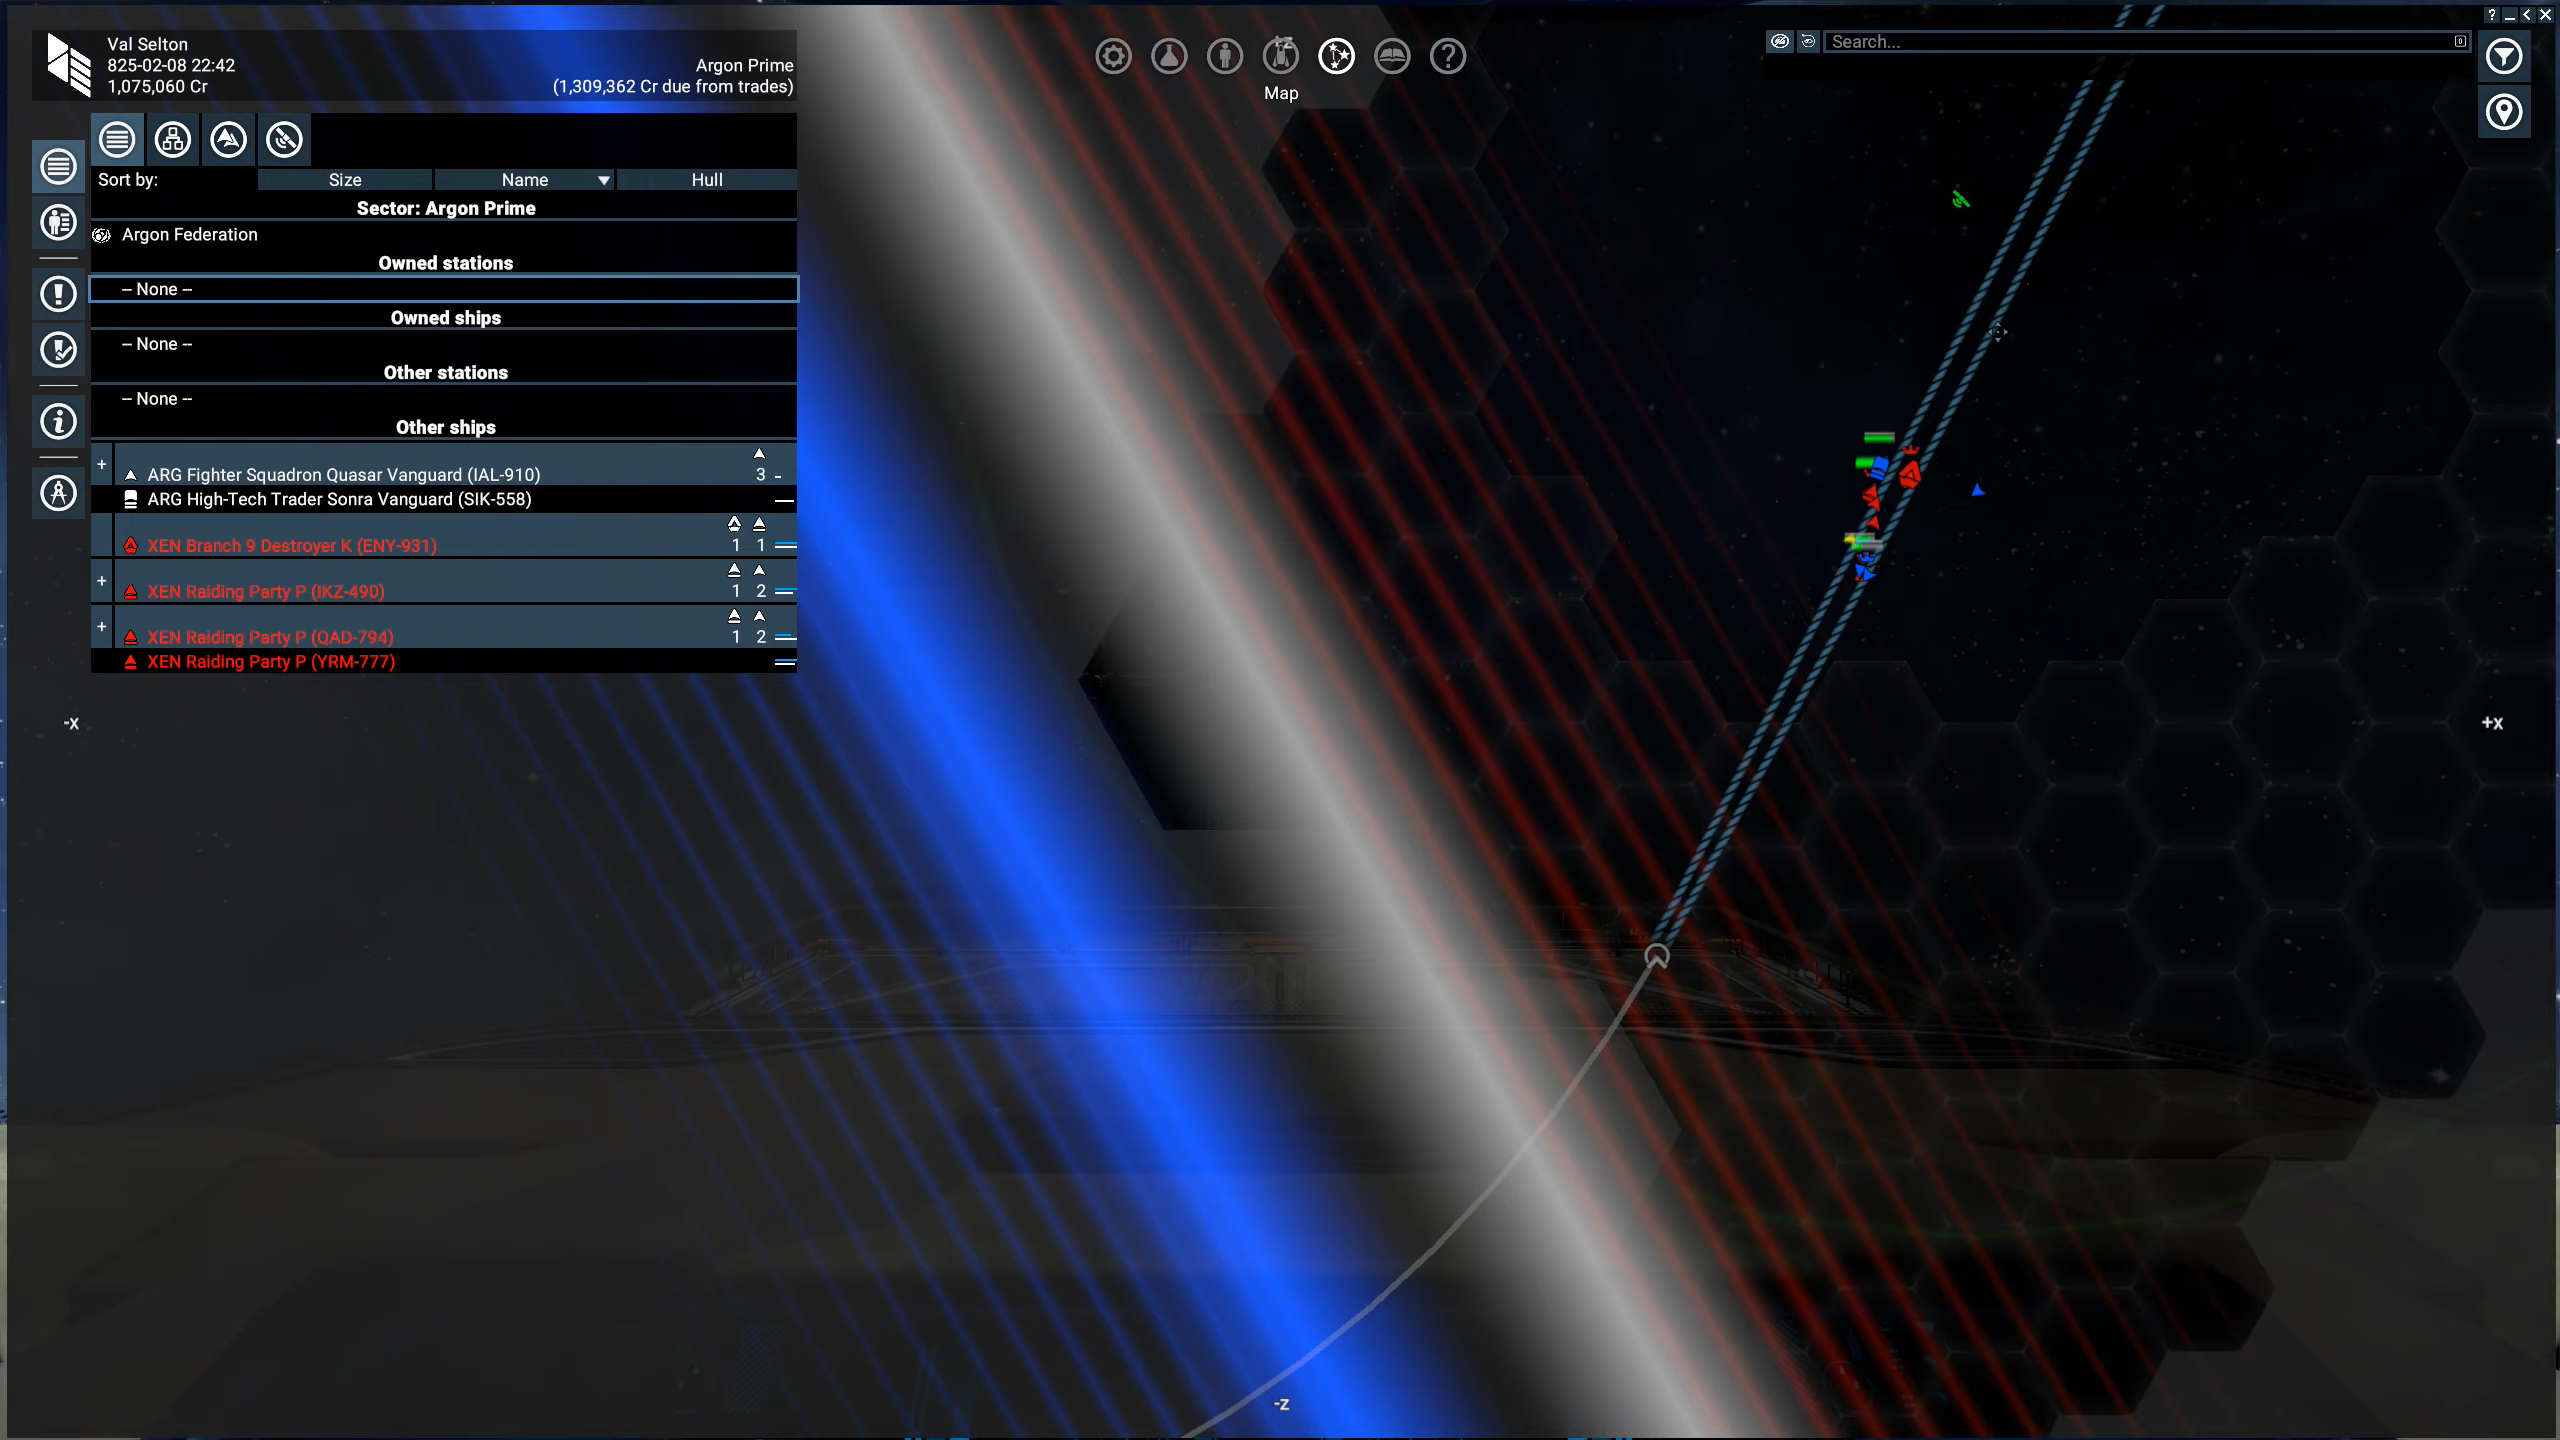 Val Selton
825-02-08 22:42
1,075,060 Cr
Argon Prime
(1,309,362 Cr due from trades)
Map
Search...
Sort by: Size Name Hull
Sector: Argon Prime
Argon Federation
Owned stations
-- None --
Owned ships
-- None --
Other stations
-- None --
Other ships
ARG Fighter Squadron Quasar Vanguard (IAL-910) 3 -
ARG High-Tech Trader Sonra Vanguard (SIK-558)
XEN Branch 9 Destroyer K (ENY-931) 1 1
XEN Raiding Party P (IKZ-490) 1 2
XEN Raiding Party P (QAD-794) 1 2
XEN Raiding Party P (YRM-777)
-X
+X
-Z